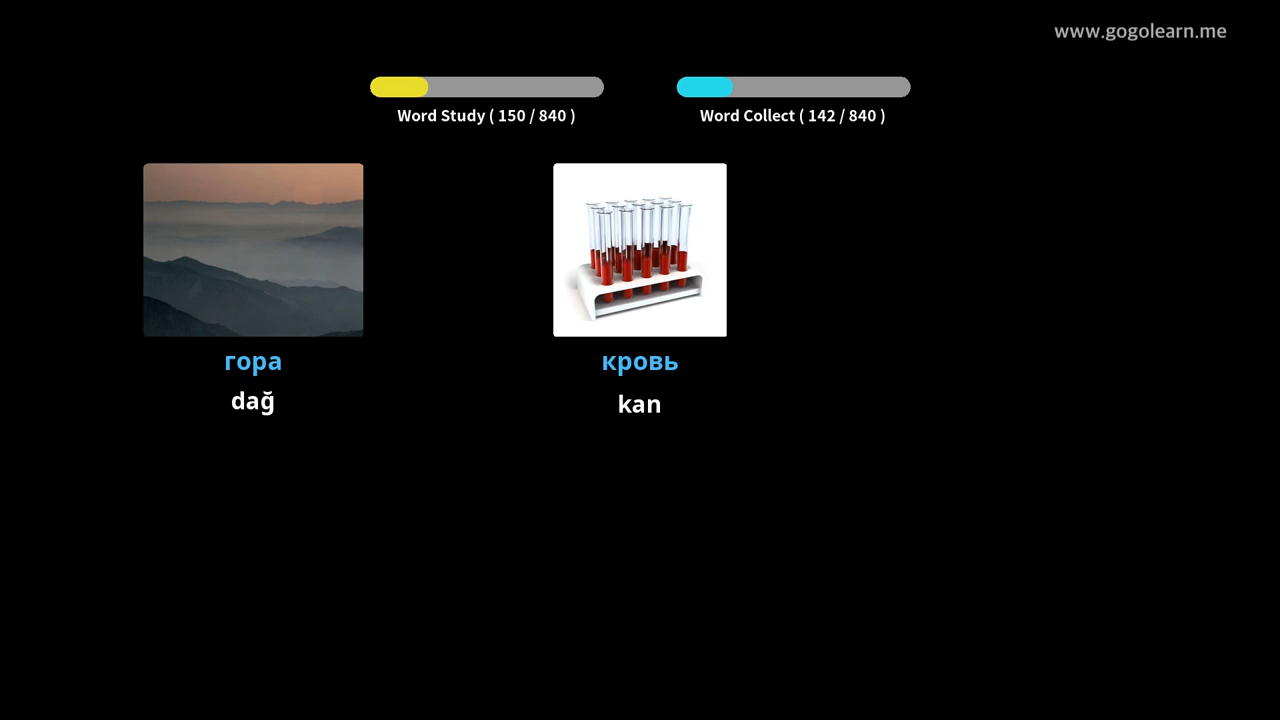 www.gogolearn.me
Word Study ( 150 / 840 )
Word Collect ( 142 / 840 )
гора
dağ
кровь
kan